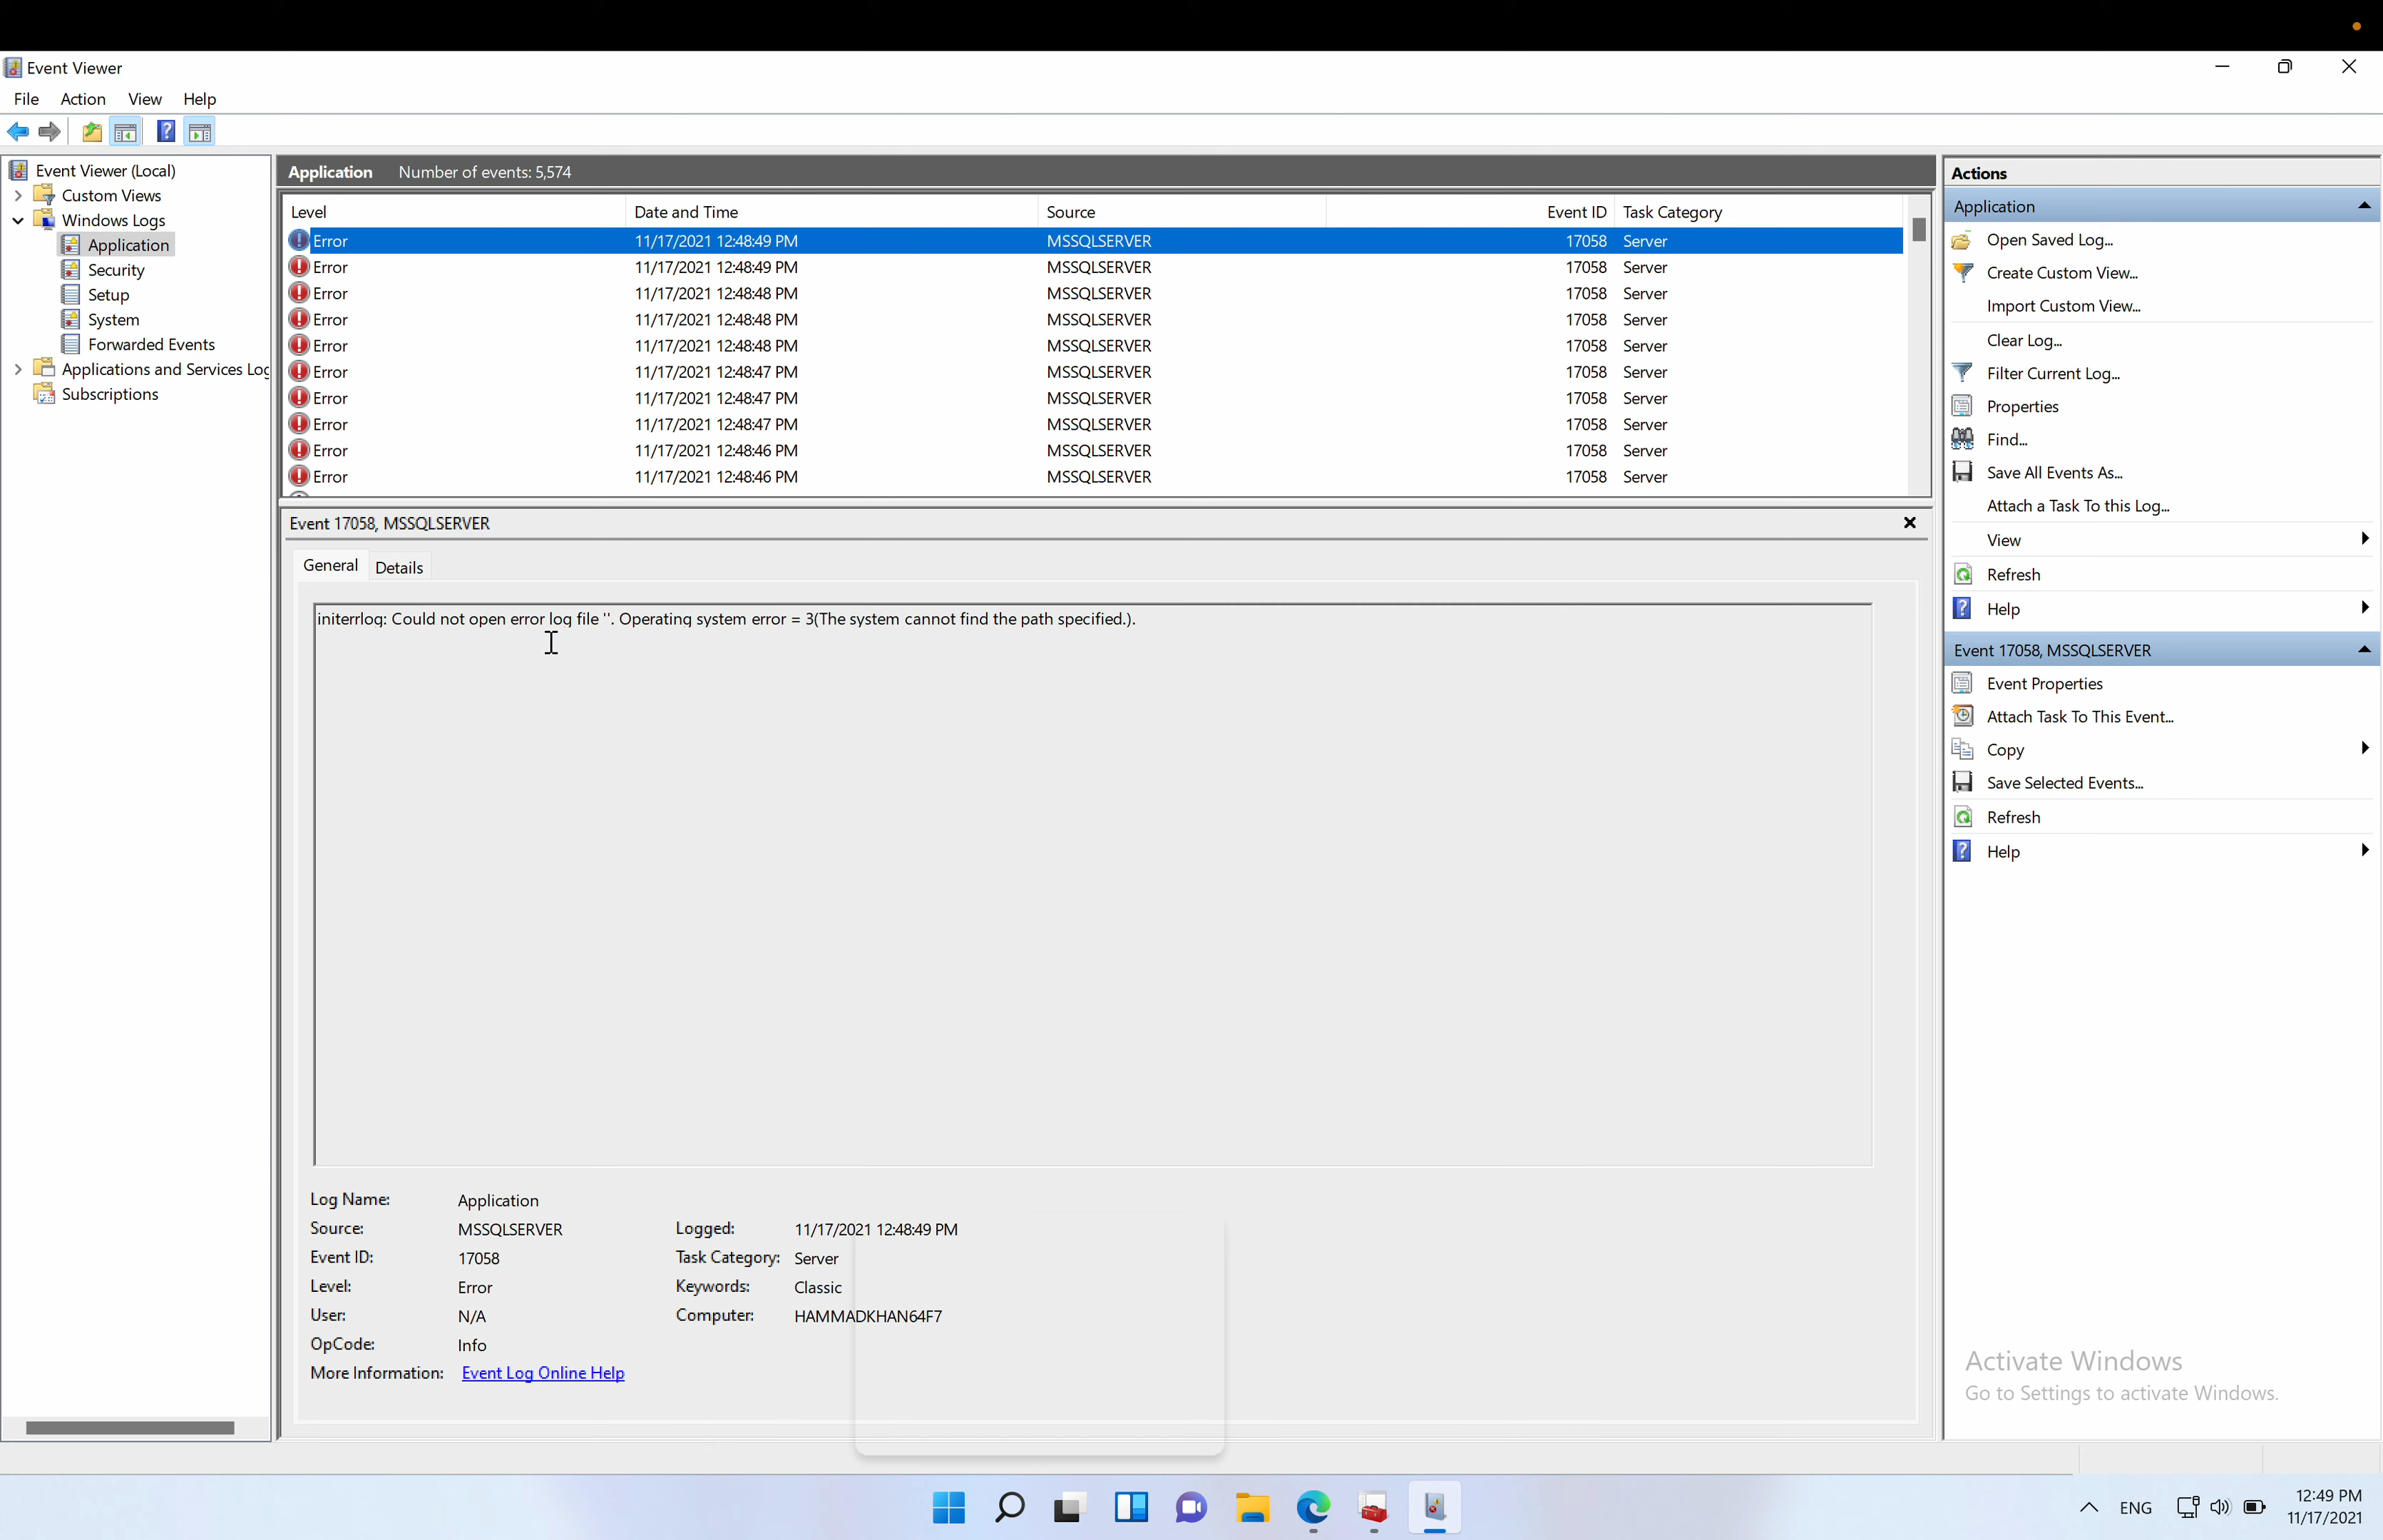 Event Viewer
File Action View Help
Event Viewer (Local)
Custom Views
Windows Logs
Application
Security
Setup
System
Forwarded Events
Applications and Services Log
Subscriptions
Application Number of events: 5,574
Level Date and Time Source Event ID Task Category
Error 11/17/2021 12:48:49 PM MSSQLSERVER 17058 Server
Error 11/17/2021 12:48:49 PM MSSQLSERVER 17058 Server
Error 11/17/2021 12:48:48 PM MSSQLSERVER 17058 Server
Error 11/17/2021 12:48:48 PM MSSQLSERVER 17058 Server
Error 11/17/2021 12:48:48 PM MSSQLSERVER 17058 Server
Error 11/17/2021 12:48:47 PM MSSQLSERVER 17058 Server
Error 11/17/2021 12:48:47 PM MSSQLSERVER 17058 Server
Error 11/17/2021 12:48:47 PM MSSQLSERVER 17058 Server
Error 11/17/2021 12:48:46 PM MSSQLSERVER 17058 Server
Error 11/17/2021 12:48:46 PM MSSQLSERVER 17058 Server
Event 17058, MSSQLSERVER
General Details
initerrlog: Could not open error log file ''. Operating system error = 3(The system cannot find the path specified.).
Log Name: Application
Source: MSSQLSERVER Logged: 11/17/2021 12:48:49 PM
Event ID: 17058 Task Category: Server
Level: Error Keywords: Classic
User: N/A Computer: HAMMADKHAN64F7
OpCode: Info
More Information: Event Log Online Help
Actions
Application
Open Saved Log...
Create Custom View...
Import Custom View...
Clear Log...
Filter Current Log...
Properties
Find...
Save All Events As...
Attach a Task To this Log...
View
Refresh
Help
Event 17058, MSSQLSERVER
Event Properties
Attach Task To This Event...
Copy
Save Selected Events...
Refresh
Help
Activate Windows
Go to Settings to activate Windows.
ENG
12:49 PM
11/17/2021